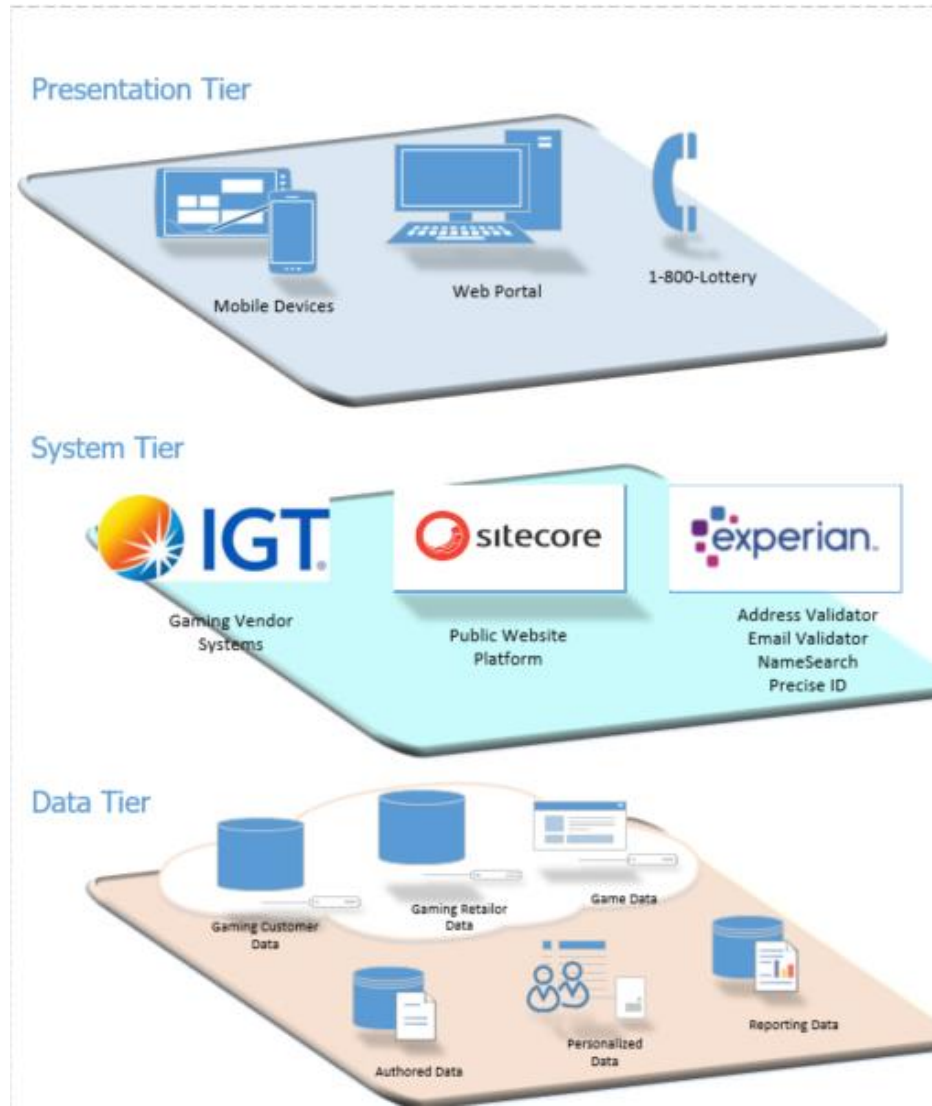 Presentation Tier
Mobile Devices
Web Portal
1-800-Lottery
System Tier
IGT.
sitecore
experian.
Gaming Vendor
Systems
Public Website
Platform
Address Validator
Email Validator
NameSearch
Precise ID
Data Tier
Gaming Customer
Data
Gaming Retailor
Data
Game Data
Authored Data
Personalized
Data
Reporting Data